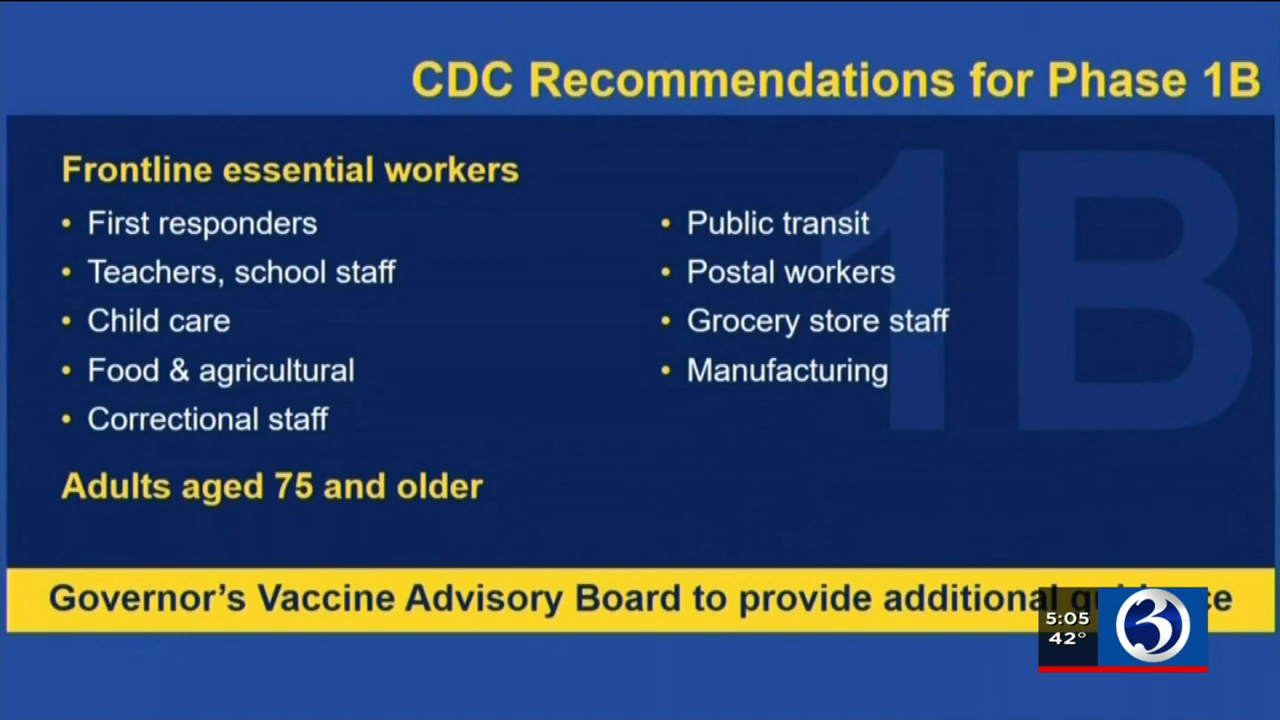 CDC Recommendations for Phase 1B
1B
Frontline essential workers
• First responders
• Teachers, school staff
• Child care
• Food & agricultural
• Correctional staff
• Public transit
• Postal workers
• Grocery store staff
• Manufacturing
Adults aged 75 and older
Governor’s Vaccine Advisory Board to provide additional
5:05
42°
3